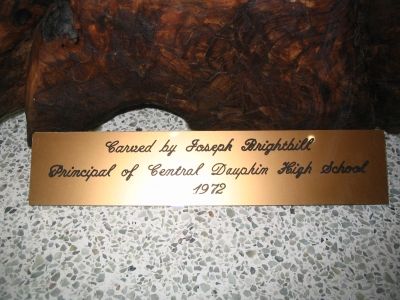 Carved by Joseph Brightbill
Principal of Central Dauphin High School
1972